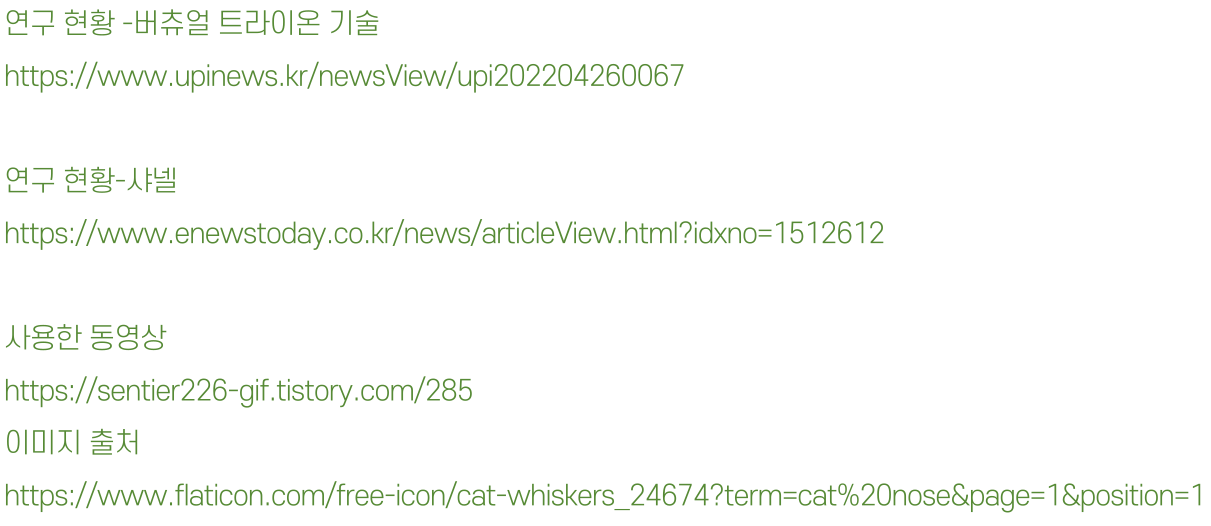 연구 현황 -버츄얼 트라이온 기술
https://www.upinews.kr/newsView/upi202204260067
연구 현황-샤넬
https://www.enewstoday.co.kr/news/articleView.html?idxno=1512612
사용한 동영상
https://sentier226-gif.tistory.com/285
이미지 출처
https://www.flaticon.com/free-icon/cat-whiskers_24674?term=cat%20nose&page=1&position=1